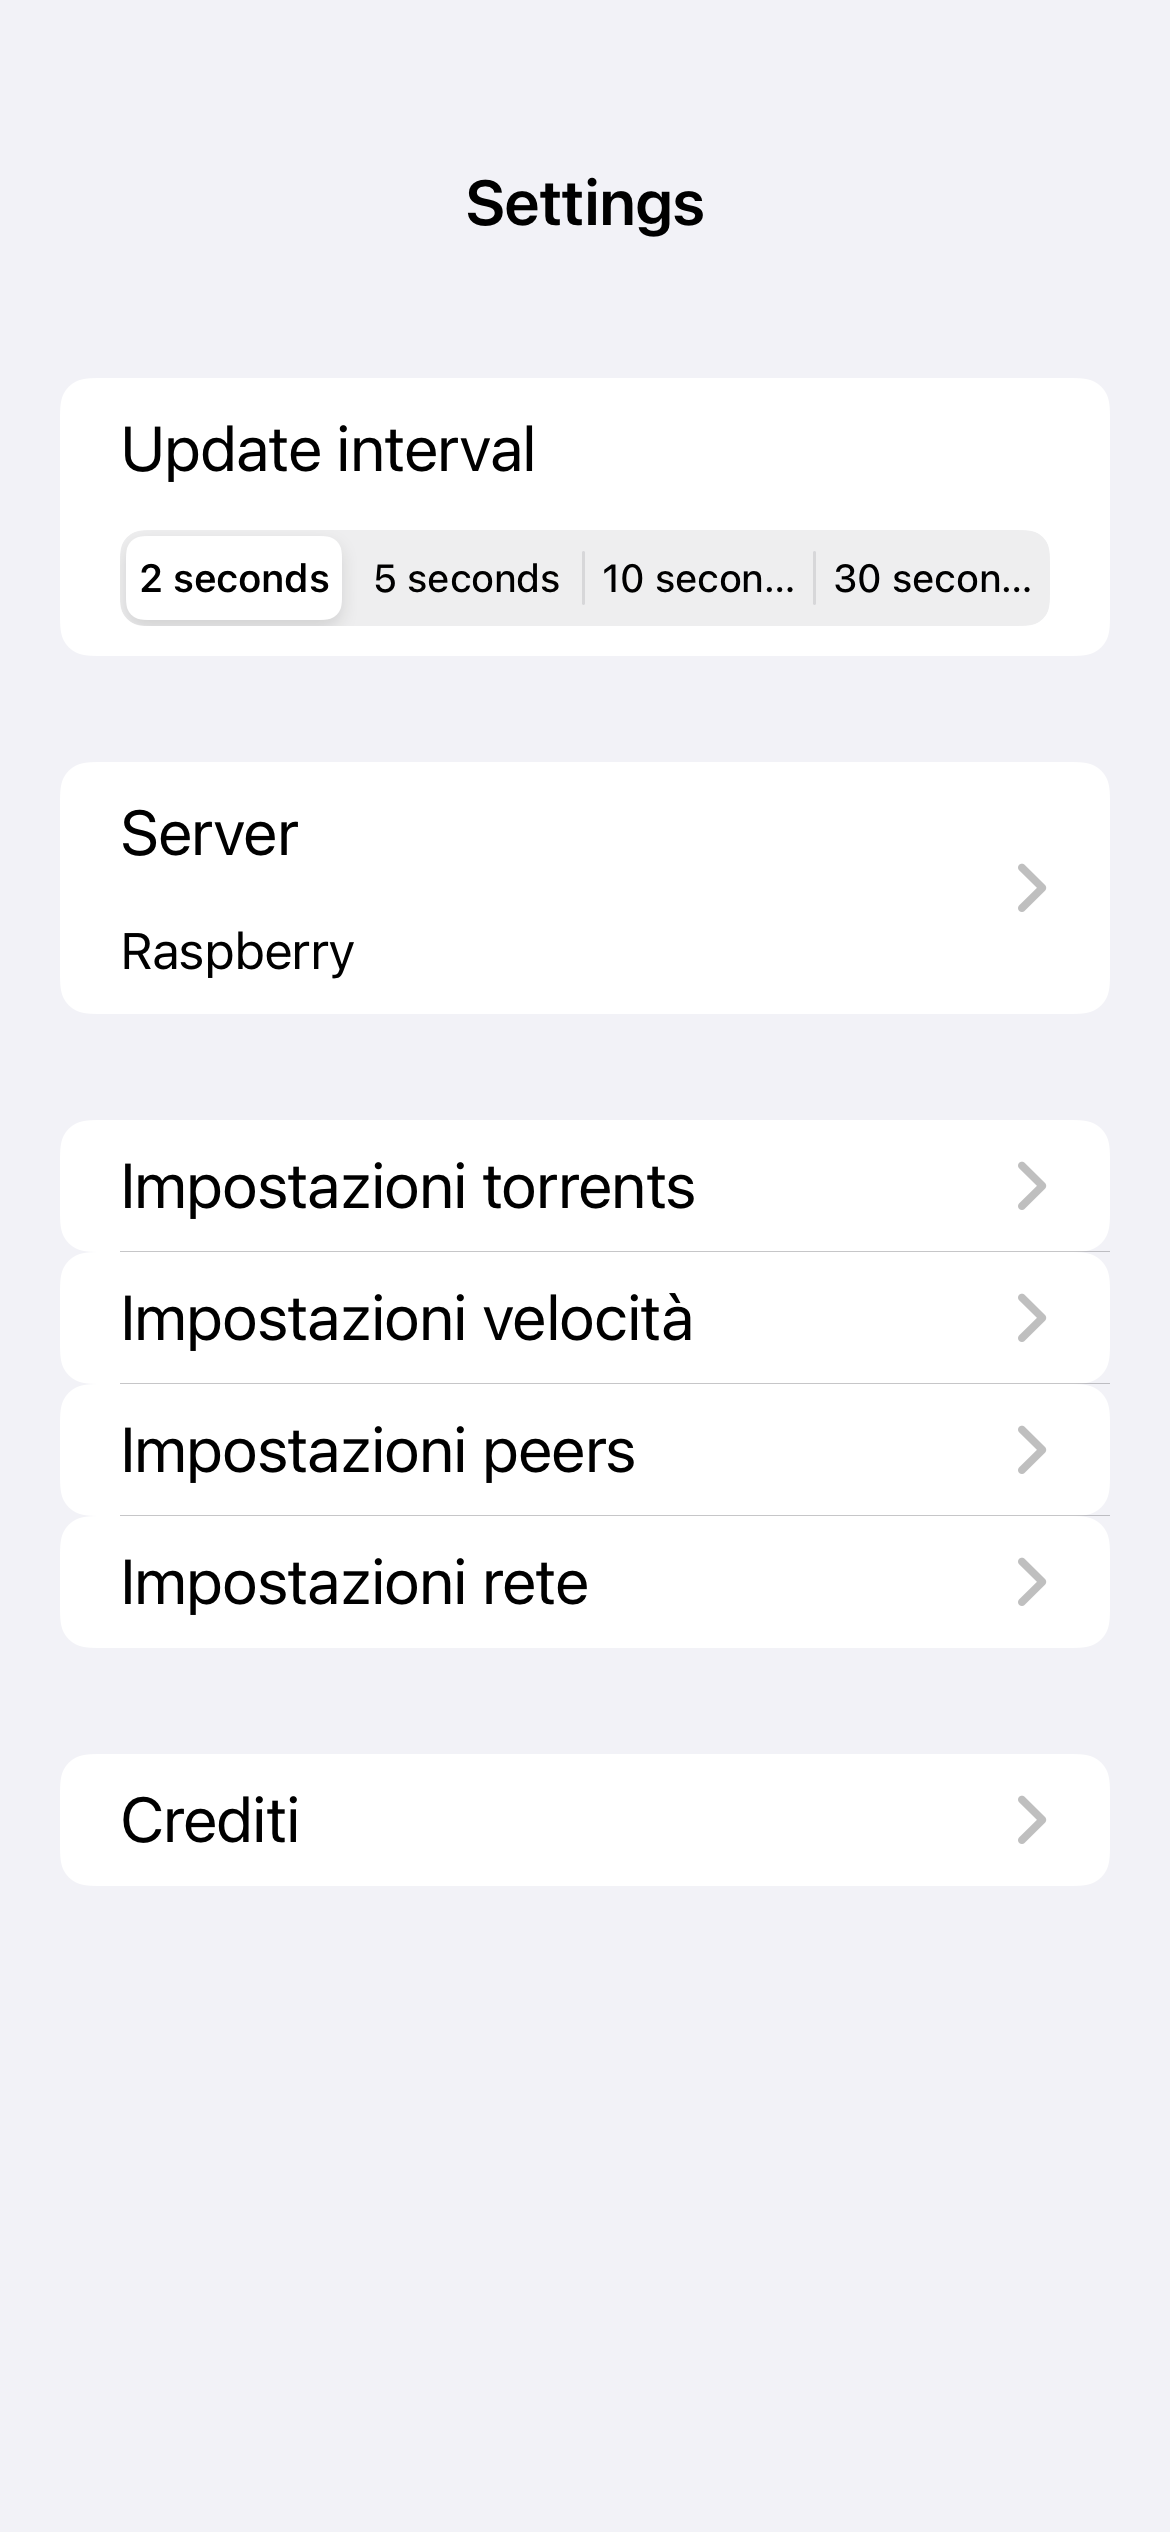 Settings
Update interval
2 seconds 5 seconds 10 secon... 30 secon...
Server
Raspberry
Impostazioni torrents
Impostazioni velocità
Impostazioni peers
Impostazioni rete
Crediti